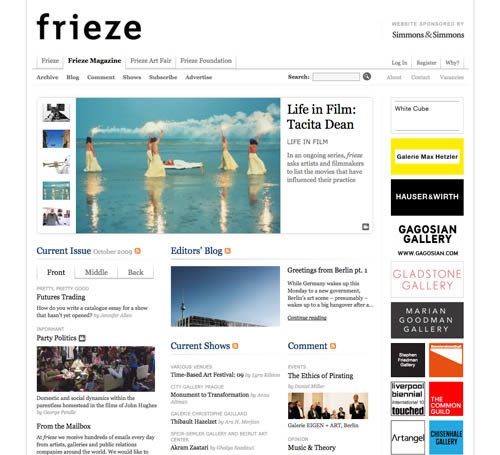 frieze
WEBSITE SPONSORED BY
Simmons & Simmons
Frieze
Frieze Magazine
Frieze Art Fair
Frieze Foundation
Log In
Register
Why?
Archive
Blog
Comment
Shows
Subscribe
Advertise
Search:
About
Contact
Vacancies
Life in Film:
Tacita Dean
LIFE IN FILM
In an ongoing series, frieze
asks artists and filmmakers
to list the movies that have
influenced their practice
Current Issue October 2009
Front
Middle
Back
PRETTY, PRETTY GOOD
Futures Trading
How do you write a catalogue essay for a show
that hasn't yet opened? by Jennifer Allen
INFORMANT
Party Politics
Domestic and social dynamics within the
parentless homestead in the films of John Hughes
by George Pendle
From the Mailbox
At frieze we receive hundreds of emails every day
from artists, galleries and public relations
companies around the world. We would like to
Editors' Blog
Greetings from Berlin pt. 1
While Germany wakes up this
Monday to a new government,
Berlin's art scene – presumably –
wakes up to a big hangover after a...
Continue reading
Current Shows
VARIOUS VENUES
Time-Based Art Festival: 09 by Lyra Kilston
CITY GALLERY PRAGUE
Monument to Transformation by Anna
Altman
GALERIE CHRISTOPHE GAILLARD
Thibault Hazelzet by Ara H. Merjian
SFEIR-SEMLER GALLERY AND BEIRUT ART
CENTER
Akram Zaatari by Ghalya Saadawi
Comment
EVENTS
The Ethics of Pirating
by Daniel Miller
Galerie EIGEN + ART, Berlin
OPINION
Music & Theory
White Cube
Galerie Max Hetzler
HAUSER & WIRTH
GAGOSIAN
GALLERY
WWW.GAGOSIAN.COM
GLADSTONE
GALLERY
MARIAN
GOODMAN
GALLERY
Stephen
Friedman
Gallery
liverpool
biennial
touched
THE
COMMON
GUILD
Artangel
CHISENHALE
GALLERY